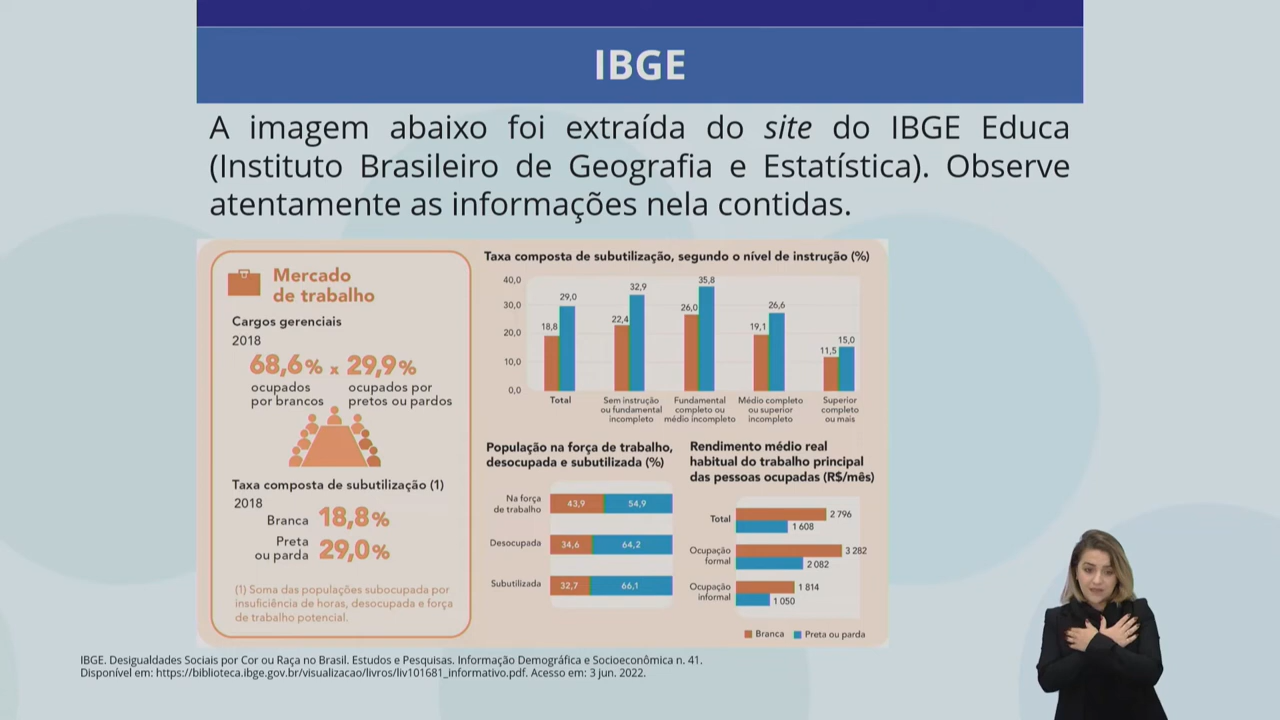 IBGE
A imagem abaixo foi extraída do site do IBGE Educa
(Instituto Brasileiro de Geografia e Estatística). Observe
atentamente as informações nela contidas.
Mercado
de trabalho
Cargos gerenciais
2018
68,6% x 29,9%
ocupados
por brancos
ocupados por
pretos ou pardos
Taxa composta de subutilização (1)
2018
Branca 18,8%
Preta
ou parda 29,0%
(1) Soma das populações subocupada por
insuficiência de horas, desocupada e força
de trabalho potencial.
Taxa composta de subutilização, segundo o nível de instrução (%)
40,0
30,0
20,0
10,0
0,0
18,8
29,0
22,4
32,9
26,0
35,8
19,1
26,6
11,5
15,0
Total
Sem instrução
ou fundamental
incompleto
Fundamental
completo ou
médio incompleto
Médio completo
ou superior
incompleto
Superior
completo
ou mais
População na força de trabalho,
desocupada e subutilizada (%)
Na força
de trabalho
43,9 54,9
Desocupada 34,6 64,2
Subutilizada 32,7 66,1
Rendimento médio real
habitual do trabalho principal
das pessoas ocupadas (R$/mês)
Total
2 796
1 608
Ocupação
formal
3 282
2 082
Ocupação
informal
1 814
1 050
Branca Preta ou parda
IBGE. Desigualdades Sociais por Cor ou Raça no Brasil. Estudos e Pesquisas. Informação Demográfica e Socioeconômica n. 41.
Disponível em: https://biblioteca.ibge.gov.br/visualizacao/livros/liv101681_informativo.pdf. Acesso em: 3 jun. 2022.